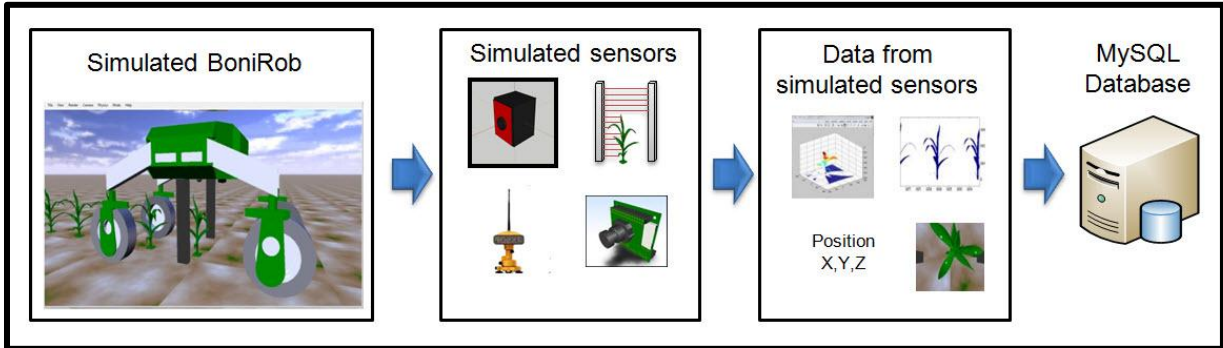 Simulated BoniRob
Simulated sensors
Data from
simulated sensors
Position
X,Y,Z
MySQL
Database